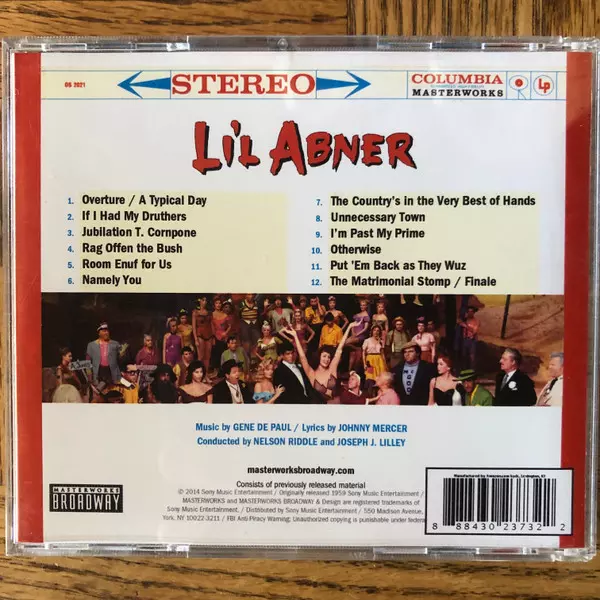 OS 2021
STEREO
COLUMBIA
MASTERWORKS
LP
LI'L ABNER
1. Overture / A Typical Day
2. If I Had My Druthers
3. Jubilation T. Cornpone
4. Rag Offen the Bush
5. Room Enuf for Us
6. Namely You
7. The Country's in the Very Best of Hands
8. Unnecessary Town
9. I'm Past My Prime
10. Otherwise
11. Put 'Em Back as They Wuz
12. The Matrimonial Stomp / Finale
Music by GENE DE PAUL / Lyrics by JOHNNY MERCER
Conducted by NELSON RIDDLE and JOSEPH J. LILLEY
masterworksbroadway.com
Consists of previously released material
© 2014 Sony Music Entertainment / Originally released 1959 Sony Music Entertainment /
MASTERWORKS and MASTERWORKS BROADWAY & Design are registered trademarks of
Sony Music Entertainment. / Distributed by Sony Music Entertainment / 550 Madison Avenue,
NY, NY 10022-3211 / FBI Anti-Piracy Warning: Unauthorized copying is punishable under federal
MASTERWORKS
BROADWAY
Manufactured by
8 88430 23732 2